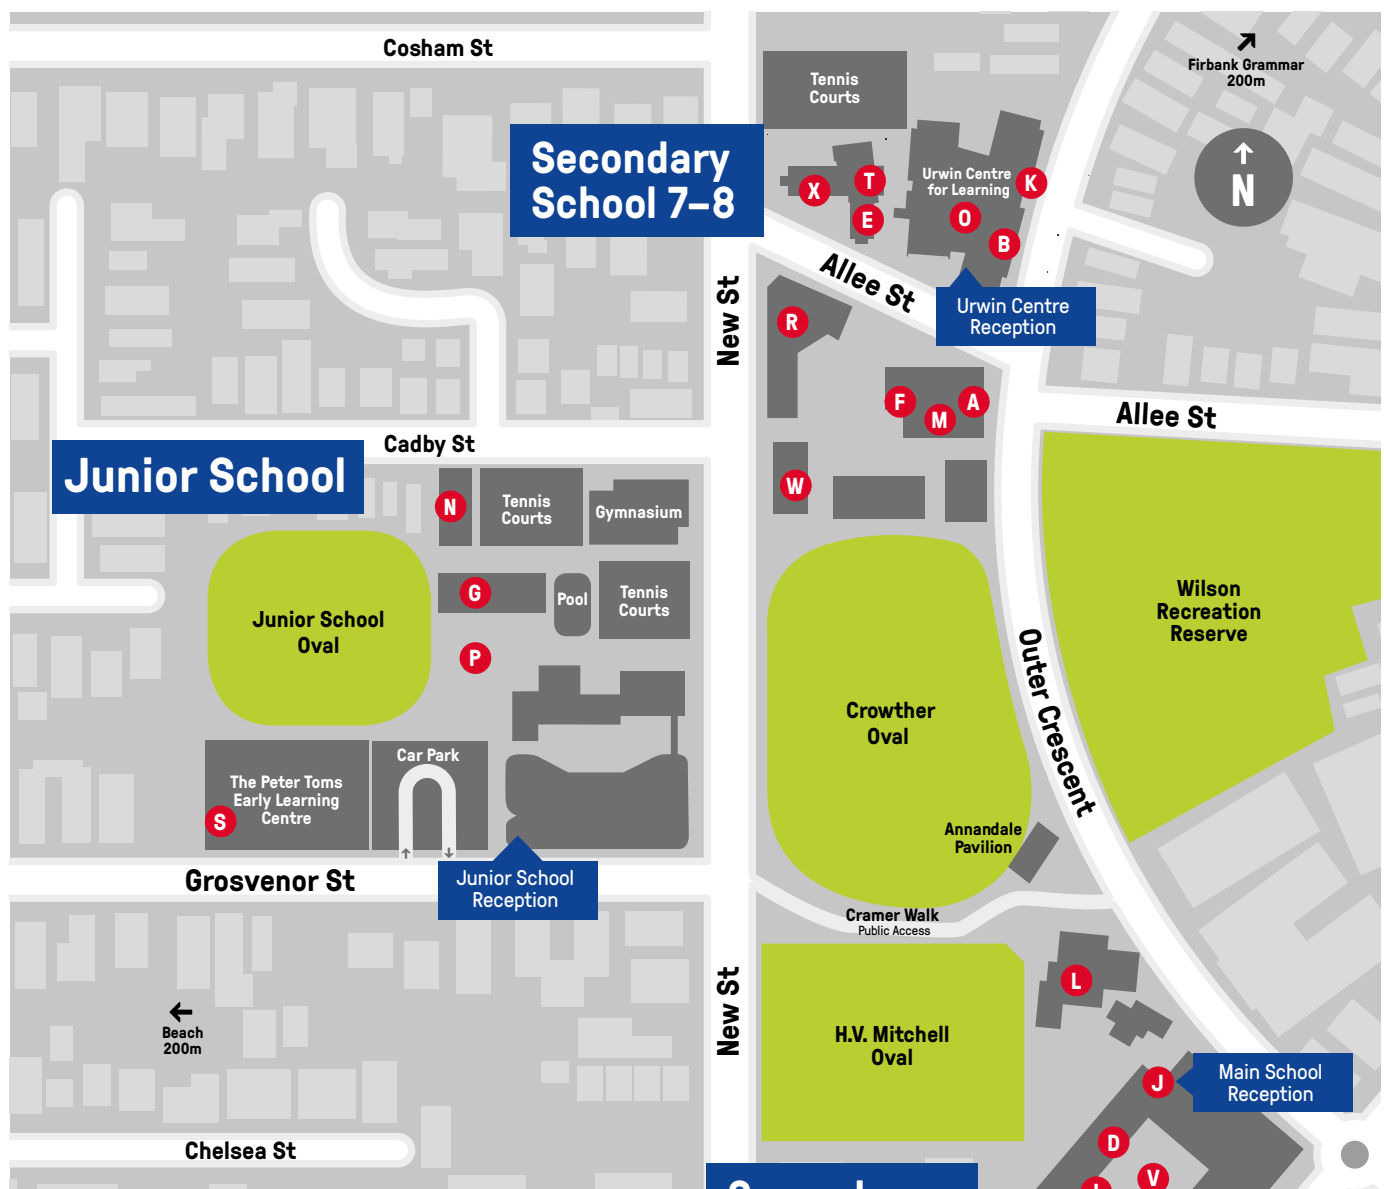 Cosham St
Firbank Grammar
200m
N
Tennis
Courts
Secondary
School 7–8
X
T
E
Urwin Centre
for Learning
K
O
B
Allee St
Urwin Centre
Reception
New St
R
F
M
A
Allee St
Cadby St
Junior School
N
Tennis
Courts
Gymnasium
W
G
Pool
Tennis
Courts
P
Junior School
Oval
Wilson
Recreation
Reserve
Outer Crescent
Crowther
Oval
Car Park
The Peter Toms
Early Learning
Centre
S
Annandale
Pavilion
Grosvenor St
Junior School
Reception
Cramer Walk
Public Access
New St
L
Beach
200m
H.V. Mitchell
Oval
J
Main School
Reception
D
V
Chelsea St